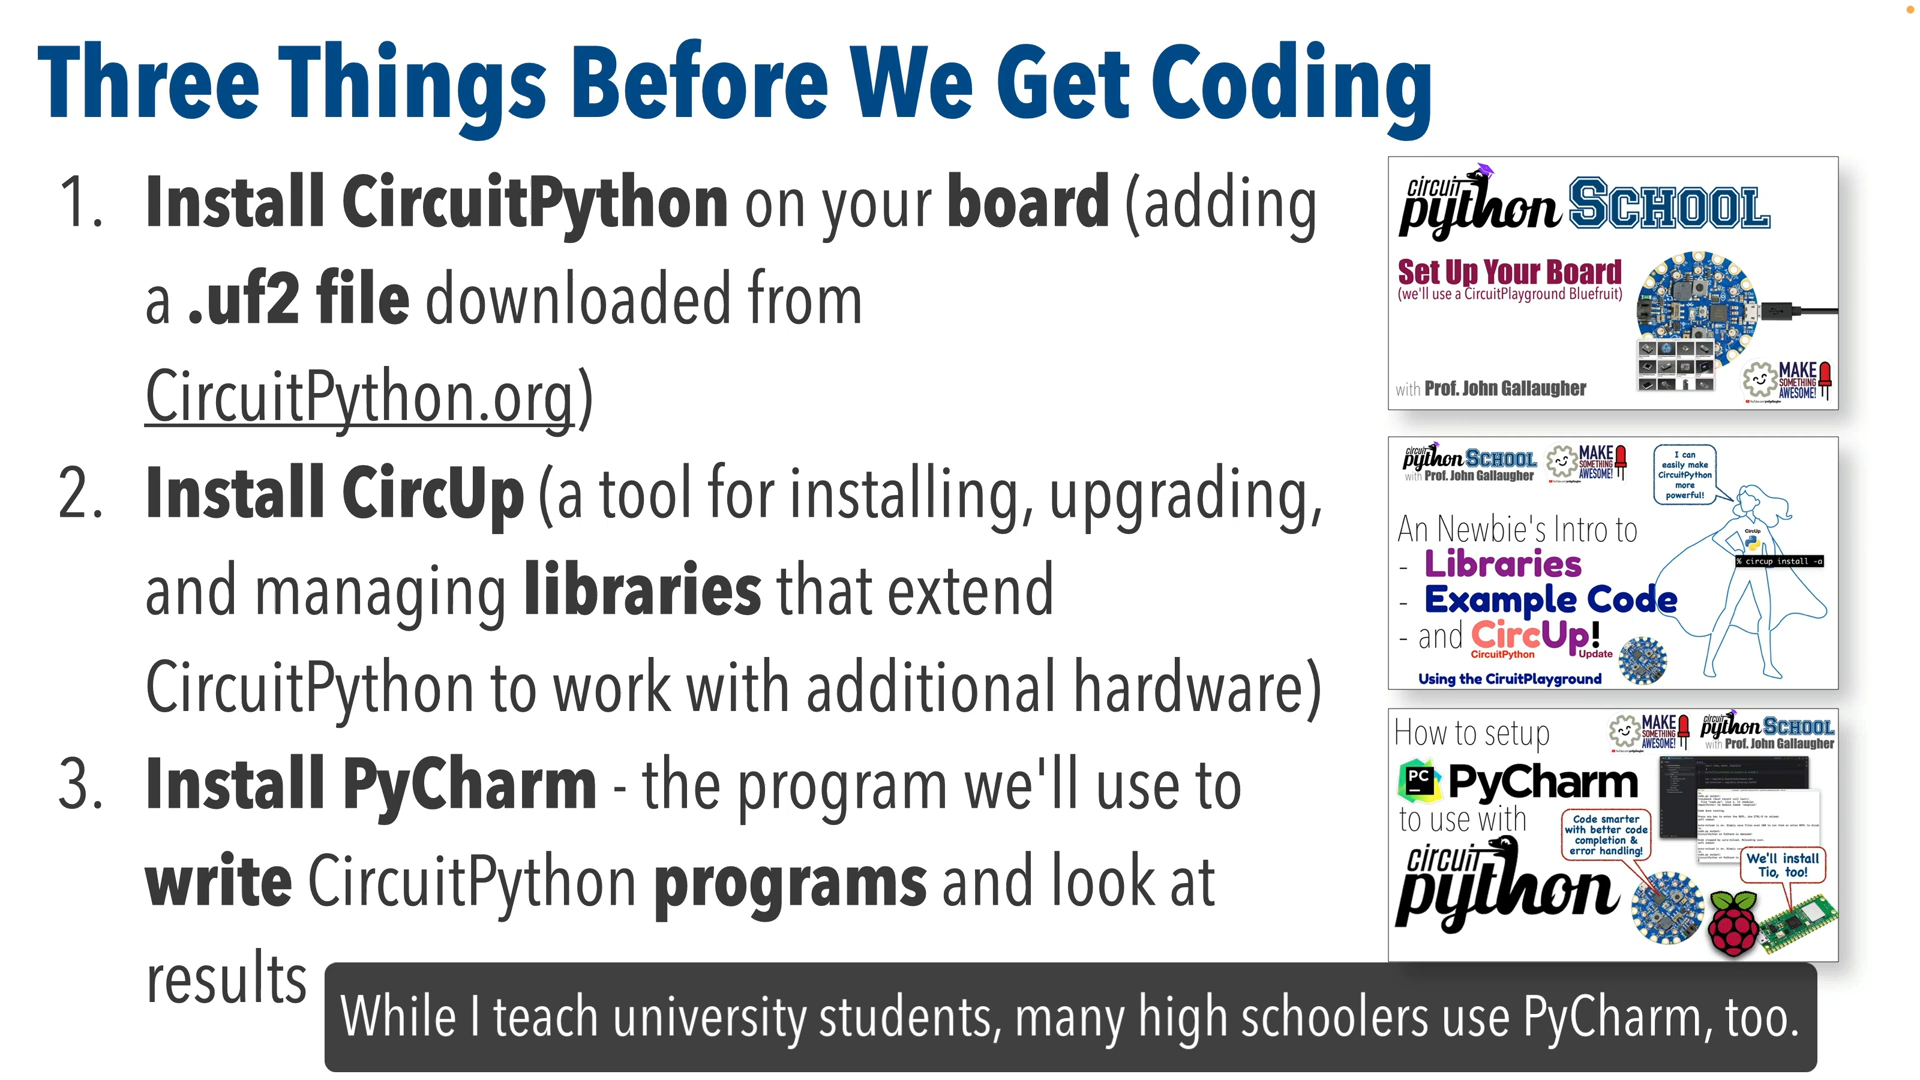 Three Things Before We Get Coding
1. Install CircuitPython on your board (adding
a .uf2 file downloaded from
CircuitPython.org)
2. Install CircUp (a tool for installing, upgrading,
and managing libraries that extend
CircuitPython to work with additional hardware)
3. Install PyCharm - the program we'll use to
write CircuitPython programs and look at
results
While I teach university students, many high schoolers use PyCharm, too.
circuit
python SCHOOL
Set Up Your Board
(we'll use a CircuitPlayground Bluefruit)
with Prof. John Gallaugher
MAKE
SOMETHING
AWESOME!
circuit
python SCHOOL
with Prof. John Gallaugher
MAKE
SOMETHING
AWESOME!
I can
easily make
CircuitPython
more
powerful!
An Newbie's Intro to
- Libraries
- Example Code
- and CircUp!
CircuitPython Update
Using the CiruitPlayground
CircUp
% circup install -a
How to setup
MAKE
SOMETHING
AWESOME!
circuit
python SCHOOL
with Prof. John Gallaugher
PC PyCharm
to use with
circuit
python
Code smarter
with better code
completion &
error handling!
We'll install
Tio, too!